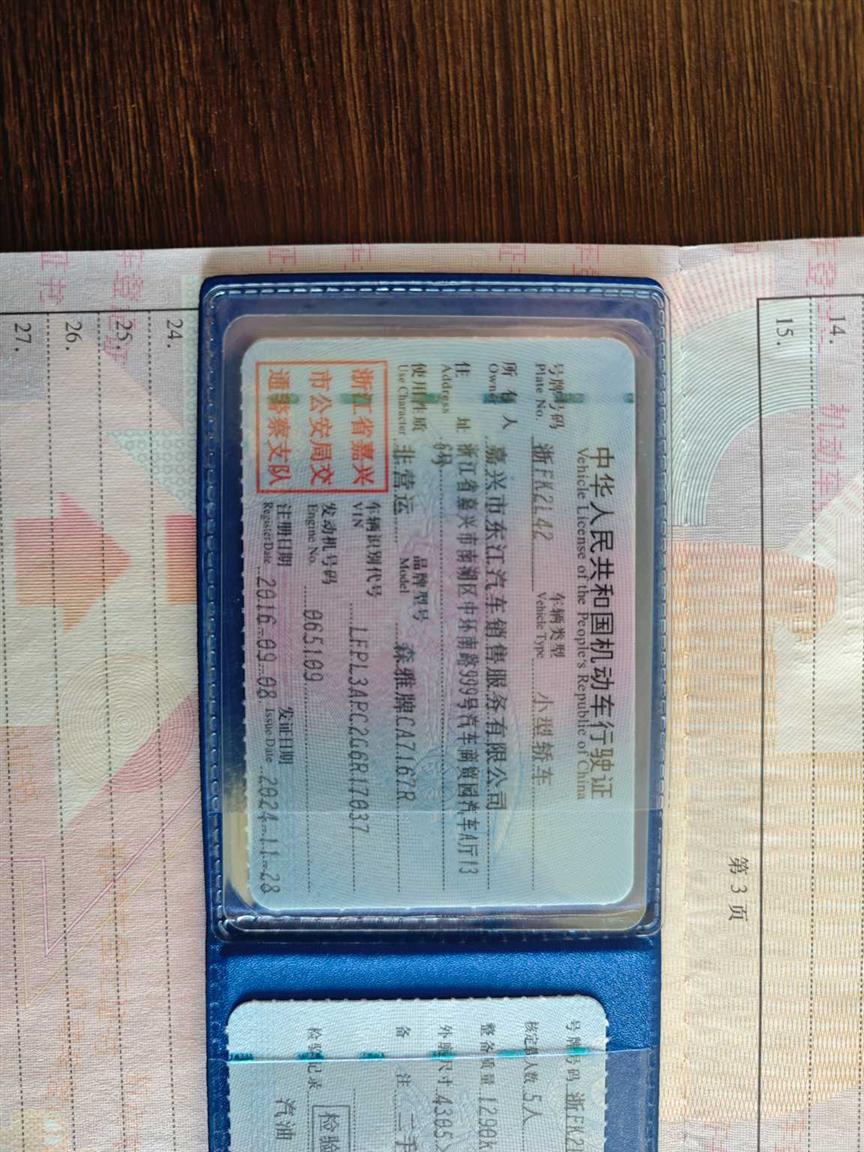 中华人民共和国机动车行驶证
Vehicle License of the People's Republic of China
号牌号码 浙FK2L42 车辆类型 小型轿车
Plate No. Vehicle Type
所有人 嘉兴市东江汽车销售服务有限公司
Owner
住址 浙江省嘉兴市南湖区中环南路999号汽车商贸园汽车A厅13
Address -6号
使用性质 非营运 品牌型号 森雅牌CA7167R
Use Character Model
浙江省嘉兴
市公安局交
通警察支队
车辆识别代号 LFPL3APC2G6R17037
VIN
发动机号码 065109
Engine No.
注册日期 2016-09-08 发证日期 2024-11-28
Register Date Issue Date
号牌号码 浙FK2
核定载人数 5人
整备质量 1290k
外廓尺寸 4305×
备注 二手
检验记录 检验
汽油
14.
15.
第 3 页
24.
25.
26.
27.